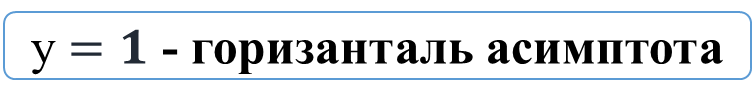 y = 1 - горизанталь асимптота